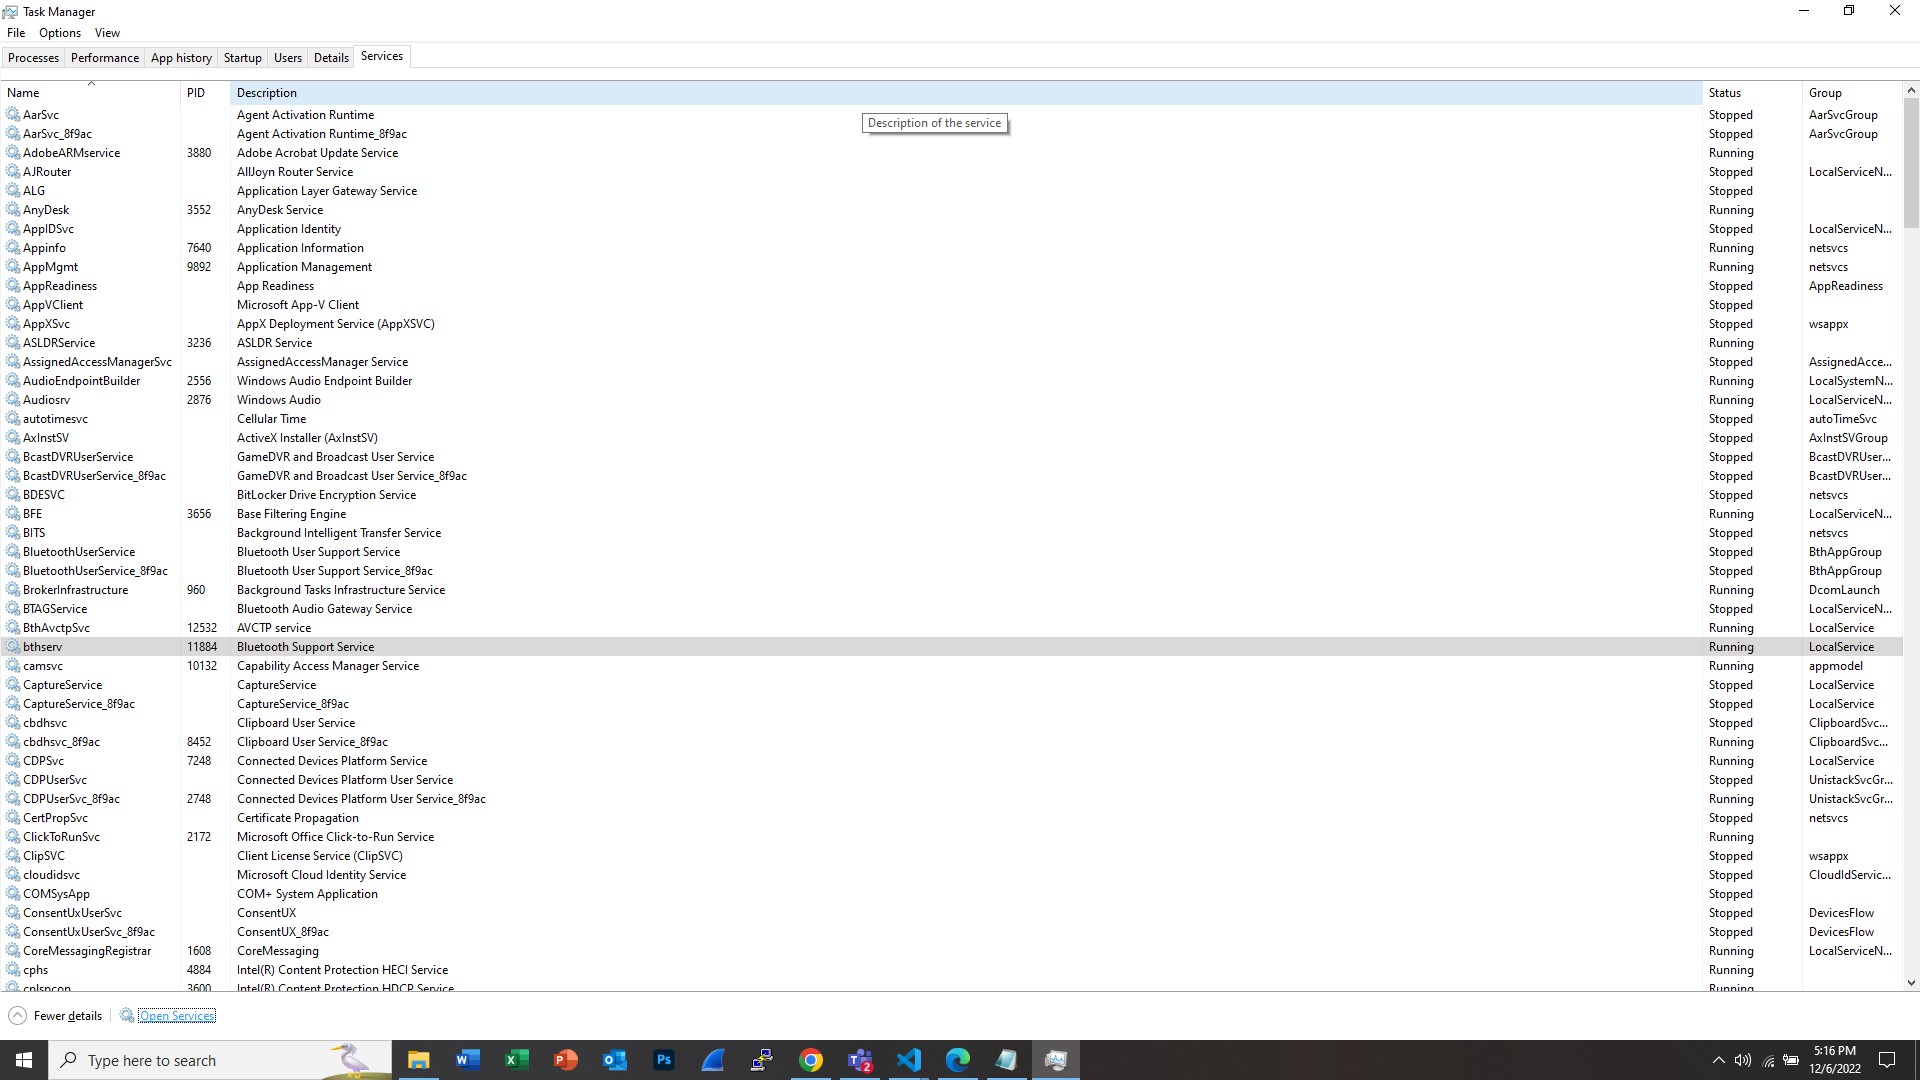 Task Manager
File Options View
Processes Performance App history Startup Users Details Services
Name PID Description Status Group
AarSvc Agent Activation Runtime Stopped AarSvcGroup
Description of the service
AarSvc_8f9ac Agent Activation Runtime_8f9ac Stopped AarSvcGroup
AdobeARMservice 3880 Adobe Acrobat Update Service Running
AJRouter AllJoyn Router Service Stopped LocalServiceN...
ALG Application Layer Gateway Service Stopped
AnyDesk 3552 AnyDesk Service Running
AppIDSvc Application Identity Stopped LocalServiceN...
Appinfo 7640 Application Information Running netsvcs
AppMgmt 9892 Application Management Running netsvcs
AppReadiness App Readiness Stopped AppReadiness
AppVClient Microsoft App-V Client Stopped
AppXSvc AppX Deployment Service (AppXSVC) Stopped wsappx
ASLDRService 3236 ASLDR Service Running
AssignedAccessManagerSvc AssignedAccessManager Service Stopped AssignedAcce...
AudioEndpointBuilder 2556 Windows Audio Endpoint Builder Running LocalSystemN...
Audiosrv 2876 Windows Audio Running LocalServiceN...
autotimesvc Cellular Time Stopped autoTimeSvc
AxInstSV ActiveX Installer (AxInstSV) Stopped AxInstSVGroup
BcastDVRUserService GameDVR and Broadcast User Service Stopped BcastDVRUser...
BcastDVRUserService_8f9ac GameDVR and Broadcast User Service_8f9ac Stopped BcastDVRUser...
BDESVC BitLocker Drive Encryption Service Stopped netsvcs
BFE 3656 Base Filtering Engine Running LocalServiceN...
BITS Background Intelligent Transfer Service Stopped netsvcs
BluetoothUserService Bluetooth User Support Service Stopped BthAppGroup
BluetoothUserService_8f9ac Bluetooth User Support Service_8f9ac Stopped BthAppGroup
BrokerInfrastructure 960 Background Tasks Infrastructure Service Running DcomLaunch
BTAGService Bluetooth Audio Gateway Service Stopped LocalServiceN...
BthAvctpSvc 12532 AVCTP service Running LocalService
bthserv 11884 Bluetooth Support Service Running LocalService
camsvc 10132 Capability Access Manager Service Running appmodel
CaptureService CaptureService Stopped LocalService
CaptureService_8f9ac CaptureService_8f9ac Stopped LocalService
cbdhsvc Clipboard User Service Stopped ClipboardSvc...
cbdhsvc_8f9ac 8452 Clipboard User Service_8f9ac Running ClipboardSvc...
CDPSvc 7248 Connected Devices Platform Service Running LocalService
CDPUserSvc Connected Devices Platform User Service Stopped UnistackSvcGr...
CDPUserSvc_8f9ac 2748 Connected Devices Platform User Service_8f9ac Running UnistackSvcGr...
CertPropSvc Certificate Propagation Stopped netsvcs
ClickToRunSvc 2172 Microsoft Office Click-to-Run Service Running
ClipSVC Client License Service (ClipSVC) Stopped wsappx
cloudidsvc Microsoft Cloud Identity Service Stopped CloudIdServic...
COMSysApp COM+ System Application Stopped
ConsentUxUserSvc ConsentUX Stopped DevicesFlow
ConsentUxUserSvc_8f9ac ConsentUX_8f9ac Stopped DevicesFlow
CoreMessagingRegistrar 1608 CoreMessaging Running LocalServiceN...
cphs 4884 Intel(R) Content Protection HECI Service Running
cplspcon 3600 Intel(R) Content Protection HDCP Service Running
Fewer details Open Services
Type here to search
5:16 PM
12/6/2022